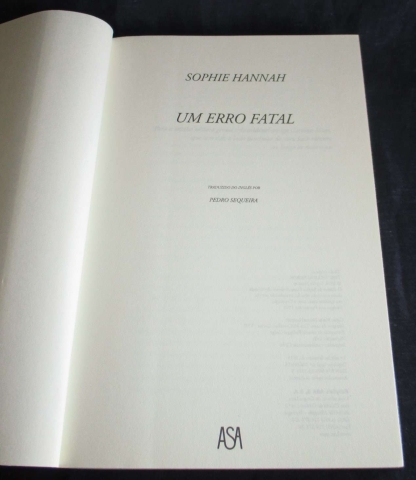 SOPHIE HANNAH
UM ERRO FATAL
TRADUZIDO DO INGLÊS POR
PEDRO SEQUEIRA
ASA